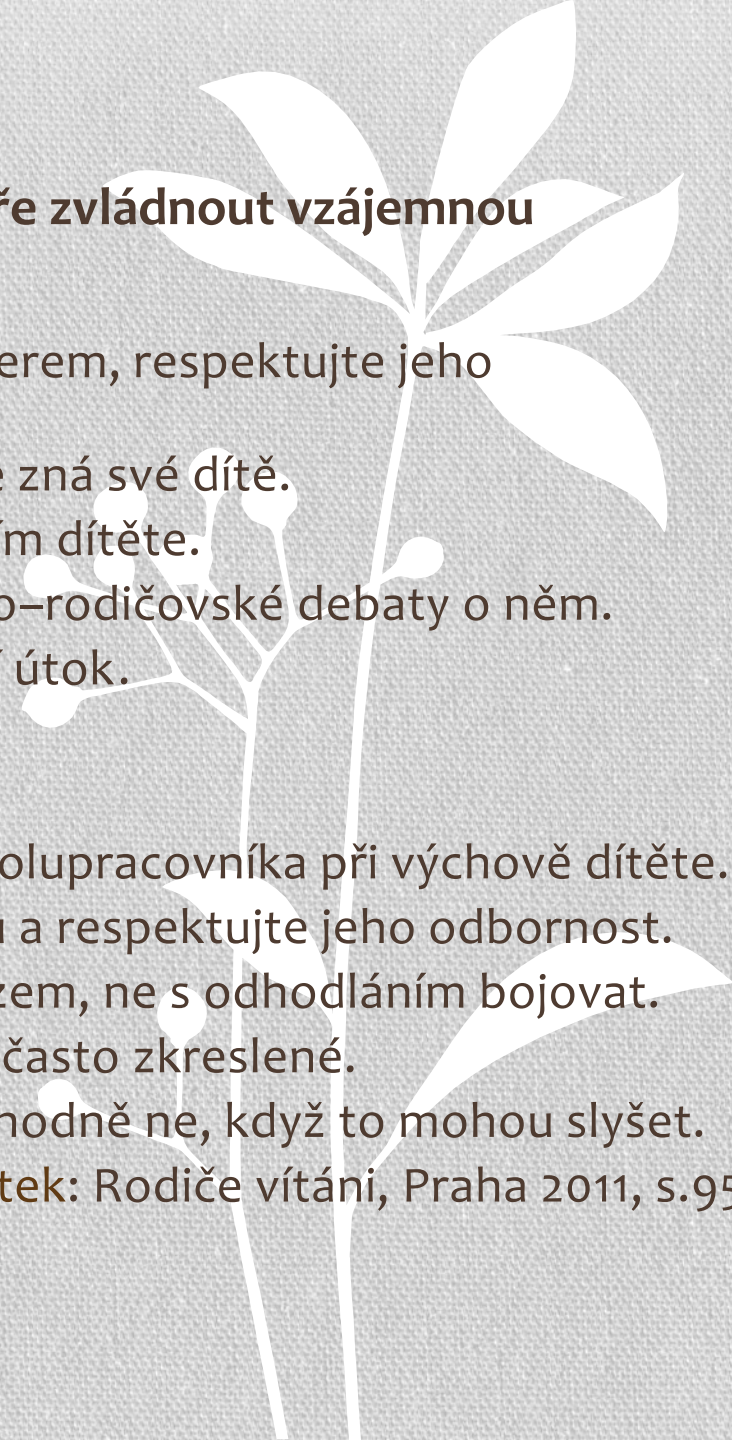 ře zvládnout vzájemnou
erem, respektujte jeho
e zná své dítě.
ím dítěte.
o–rodičovské debaty o něm.
í útok.
olupracovníka při výchově dítěte.
ů a respektujte jeho odbornost.
zem, ne s odhodláním bojovat.
často zkreslené.
hodně ne, když to mohou slyšet.
tek: Rodiče vítáni, Praha 2011, s.95